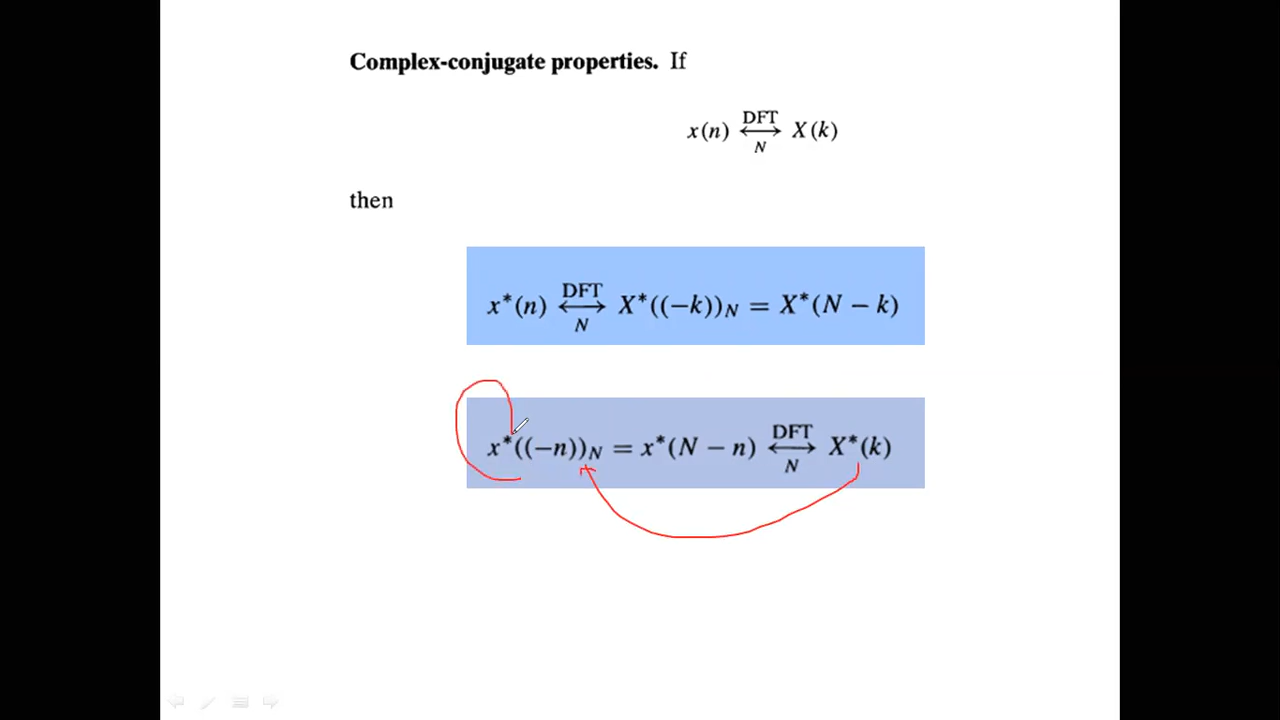 Complex-conjugate properties. If
x(n) DFT ⟷ N X(k)
then
x*(n) DFT ⟷ N X*((−k))N = X*(N − k)
x*((−n))N = x*(N − n) DFT ⟷ N X*(k)